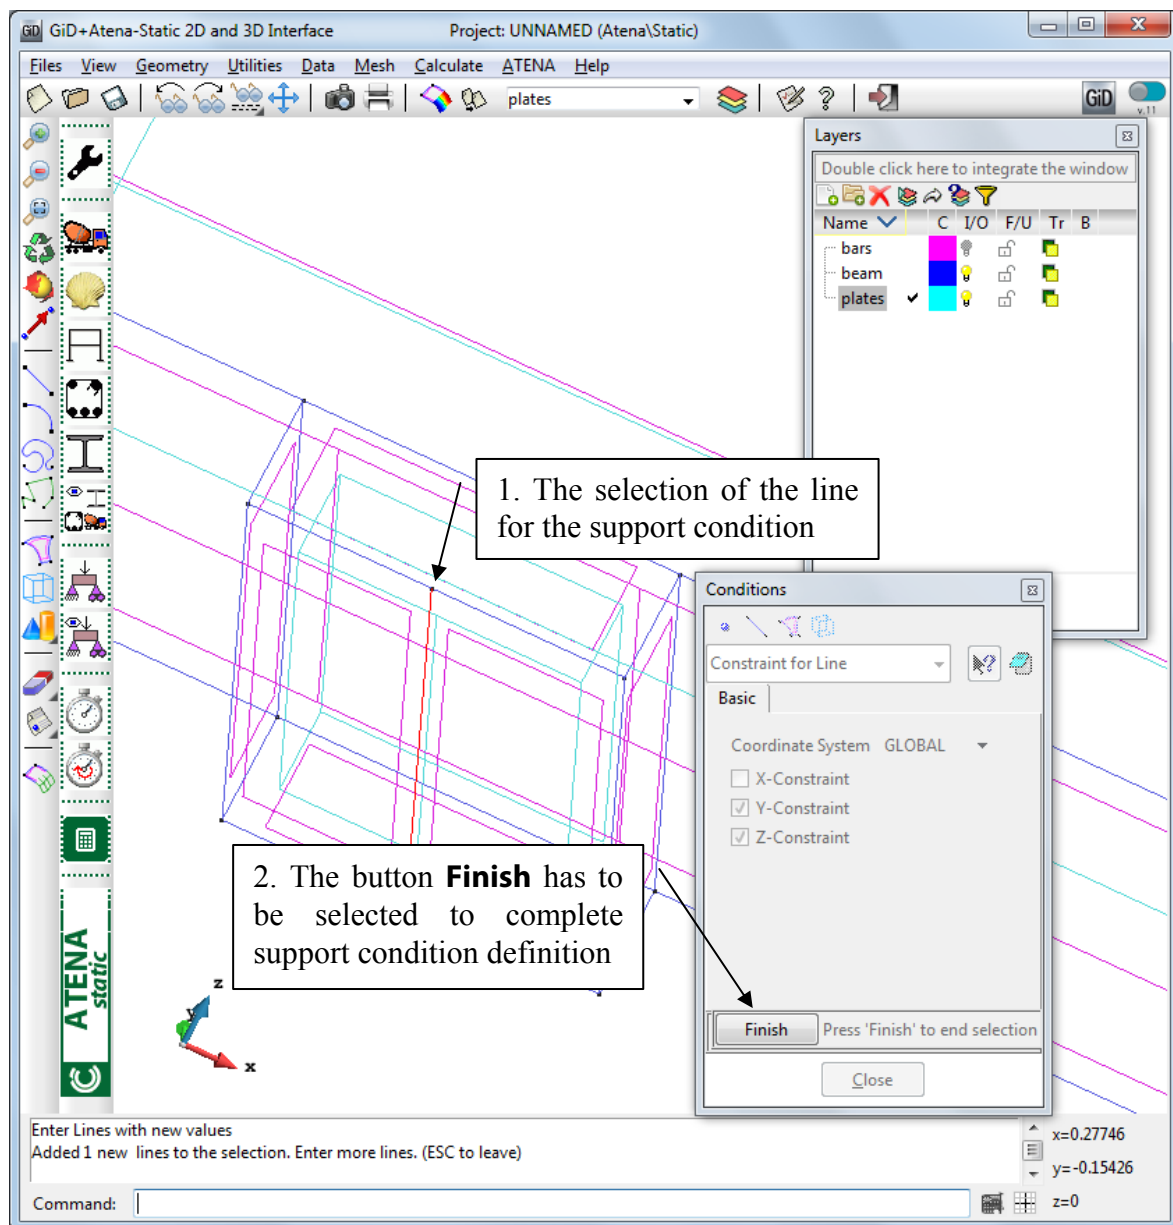 GiD GiD+Atena-Static 2D and 3D Interface Project: UNNAMED (Atena\Static)
Files View Geometry Utilities Data Mesh Calculate ATENA Help
plates
GiD
v.11
Layers
Double click here to integrate the window
Name C I/O F/U Tr B
bars
beam
plates
1. The selection of the line
for the support condition
Conditions
Constraint for Line
Basic
Coordinate System GLOBAL
X-Constraint
Y-Constraint
Z-Constraint
2. The button Finish has to
be selected to complete
support condition definition
Finish Press 'Finish' to end selection
Close
ATENA
static
z
y
x
Enter Lines with new values
Added 1 new lines to the selection. Enter more lines. (ESC to leave)
Command:
x=0.27746
y=-0.15426
z=0